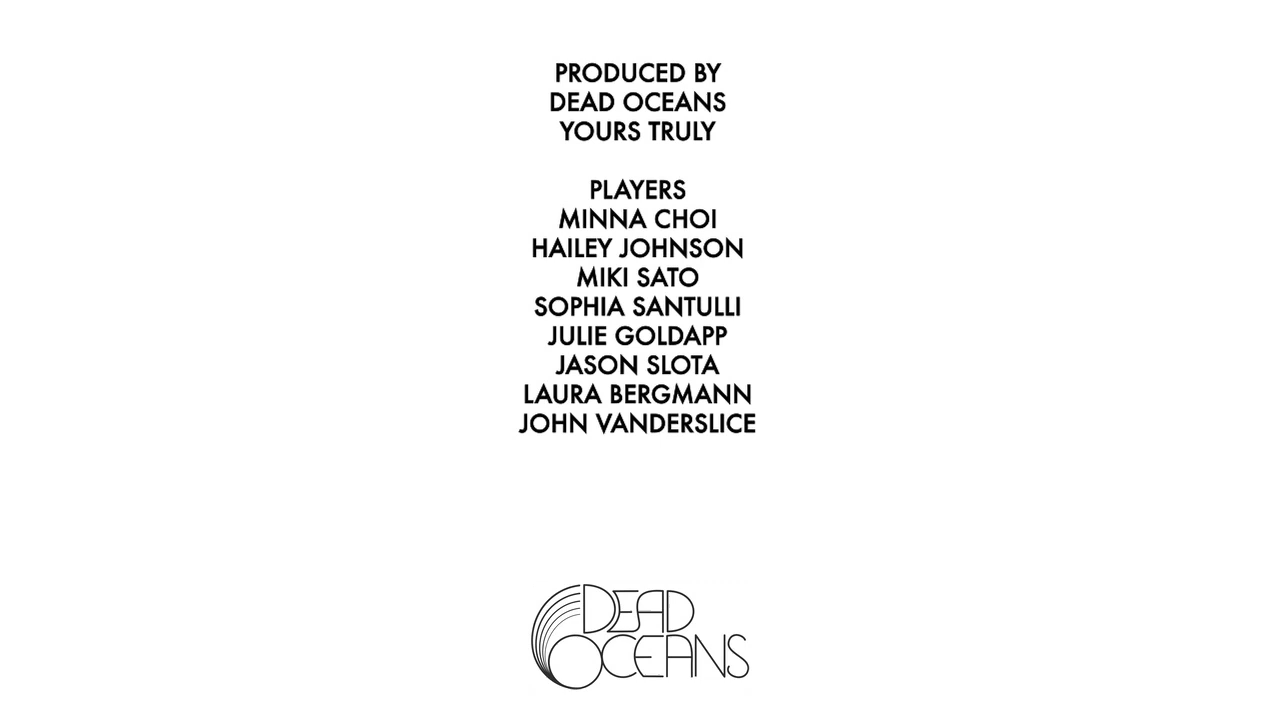 PRODUCED BY
DEAD OCEANS
YOURS TRULY
PLAYERS
MINNA CHOI
HAILEY JOHNSON
MIKI SATO
SOPHIA SANTULLI
JULIE GOLDAPP
JASON SLOTA
LAURA BERGMANN
JOHN VANDERSLICE
DEAD
OCEANS